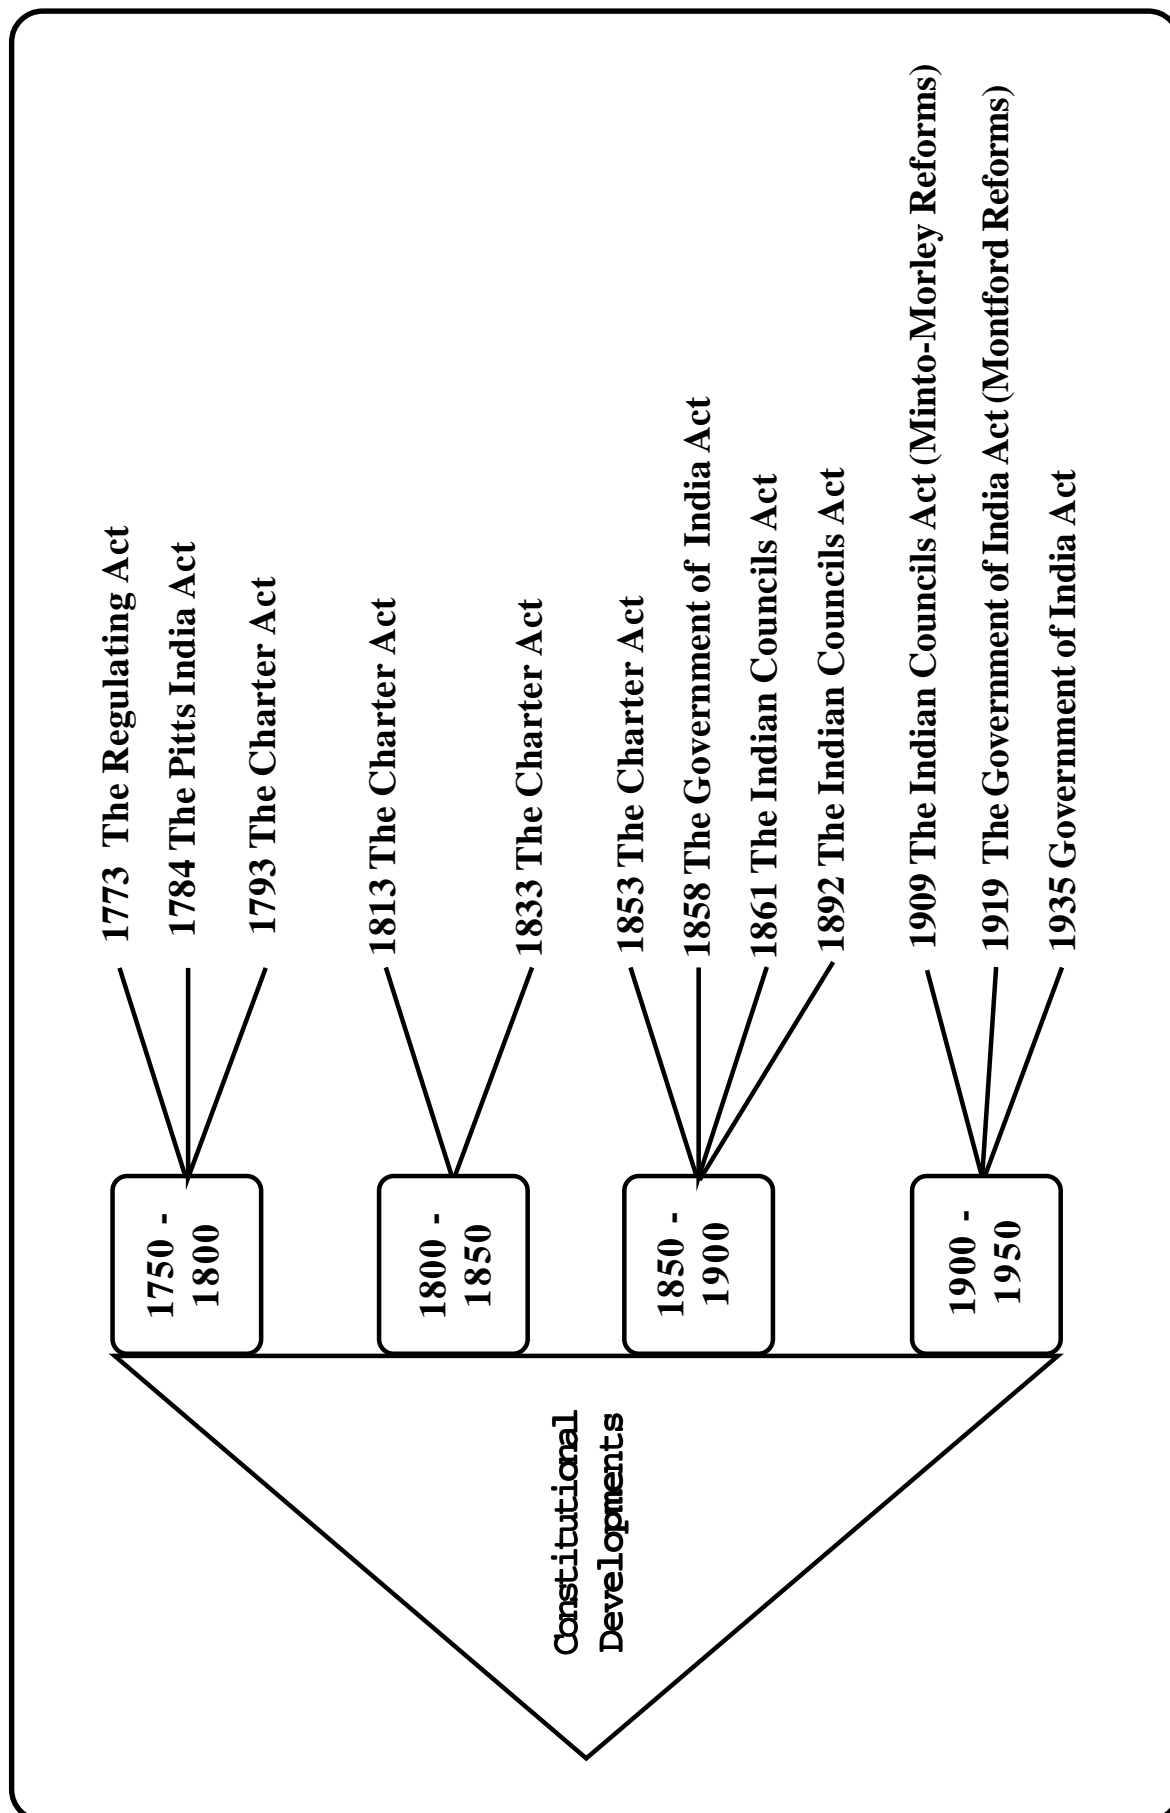 Constitutional
Developments
1750 -
1800
1773 The Regulating Act
1784 The Pitts India Act
1793 The Charter Act
1800 -
1850
1813 The Charter Act
1833 The Charter Act
1850 -
1900
1853 The Charter Act
1858 The Government of India Act
1861 The Indian Councils Act
1892 The Indian Councils Act
1900 -
1950
1909 The Indian Councils Act (Minto-Morley Reforms)
1919 The Government of India Act (Montford Reforms)
1935 Government of India Act